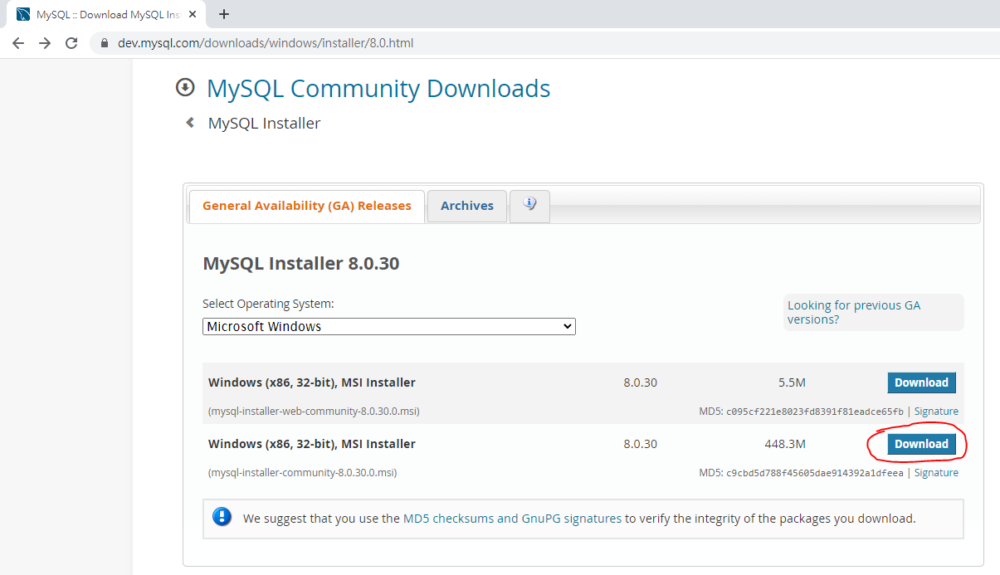 MySQL :: Download MySQL Ins
dev.mysql.com/downloads/windows/installer/8.0.html
MySQL Community Downloads
MySQL Installer
General Availability (GA) Releases
Archives
MySQL Installer 8.0.30
Select Operating System:
Microsoft Windows
Looking for previous GA
versions?
Windows (x86, 32-bit), MSI Installer 8.0.30 5.5M Download
(mysql-installer-web-community-8.0.30.0.msi) MD5: c095cf221e8023fd8391f81eadce65fb | Signature
Windows (x86, 32-bit), MSI Installer 8.0.30 448.3M Download
(mysql-installer-community-8.0.30.0.msi) MD5: c9cbd5d788f45605dae914392a1dfeea | Signature
We suggest that you use the MD5 checksums and GnuPG signatures to verify the integrity of the packages you download.